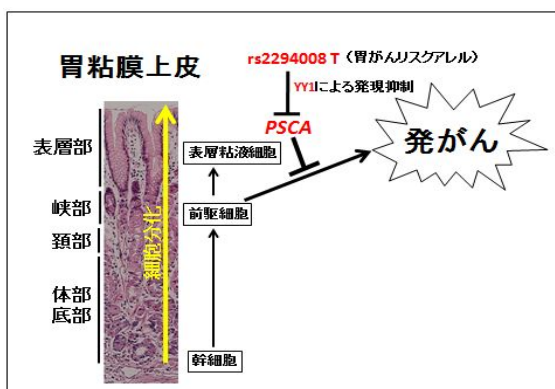 胃粘膜上皮
rs2294008 T(胃がんリスクアレル)
YY1による発現抑制
PSCA
発がん
表層部
表層粘液細胞
峡部
前駆細胞
頚部
細胞分化
体部
底部
幹細胞